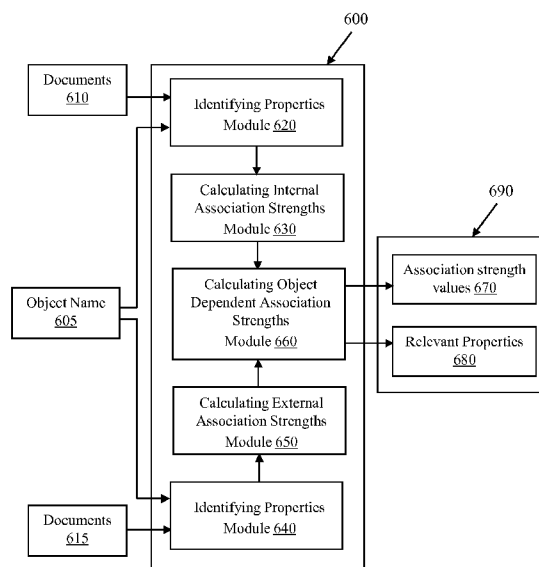 600
Documents
610
Identifying Properties
Module 620
Calculating Internal
Association Strengths
Module 630
690
Object Name
605
Calculating Object
Dependent Association
Strengths
Module 660
Association strength
values 670
Relevant Properties
680
Calculating External
Association Strengths
Module 650
Documents
615
Identifying Properties
Module 640